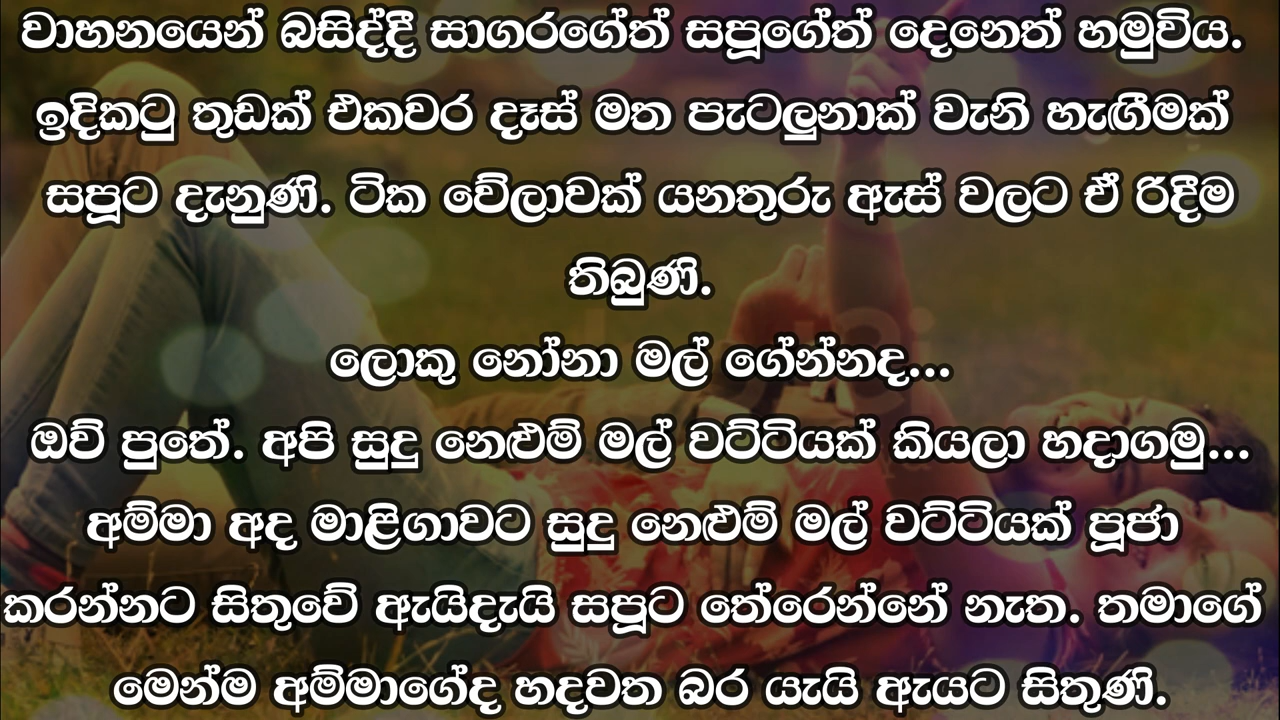 වාහනයෙන් බසිද්දී සාගරගේත් සපූගේත් දෙනෙත් හමුවිය.
ඉදිකටු තුඩක් එකවර දෑස් මත පැටලුනාක් වැනි හැඟීමක්
සපූට දැනුණි. ටික වේලාවක් යනතුරු ඇස් වලට ඒ රිදීම
තිබුණි.
ලොකු නෝනා මල් ගේන්නද...
ඔව් පුතේ. අපි සුදු නෙළුම් මල් වට්ටියක් කියලා හදාගමු...
අම්මා අද මාළිගාවට සුදු නෙළුම් මල් වට්ටියක් පූජා
කරන්නට සිතුවේ ඇයිදැයි සපූට තේරෙන්නේ නැත. තමාගේ
මෙන්ම අම්මාගේද හදවත බර යැයි ඇයට සිතුණි.